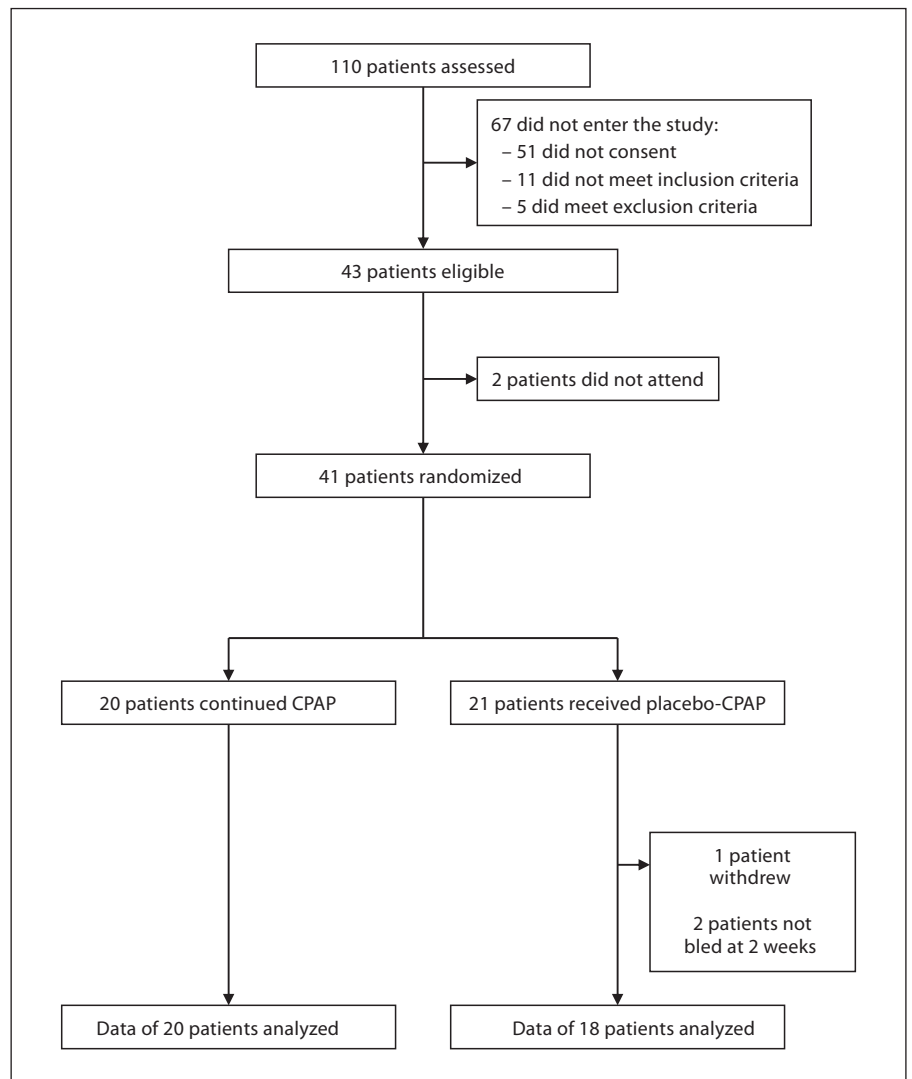 110 patients assessed
67 did not enter the study:
– 51 did not consent
– 11 did not meet inclusion criteria
– 5 did meet exclusion criteria
43 patients eligible
2 patients did not attend
41 patients randomized
20 patients continued CPAP
21 patients received placebo-CPAP
1 patient
withdrew
2 patients not
bled at 2 weeks
Data of 20 patients analyzed
Data of 18 patients analyzed